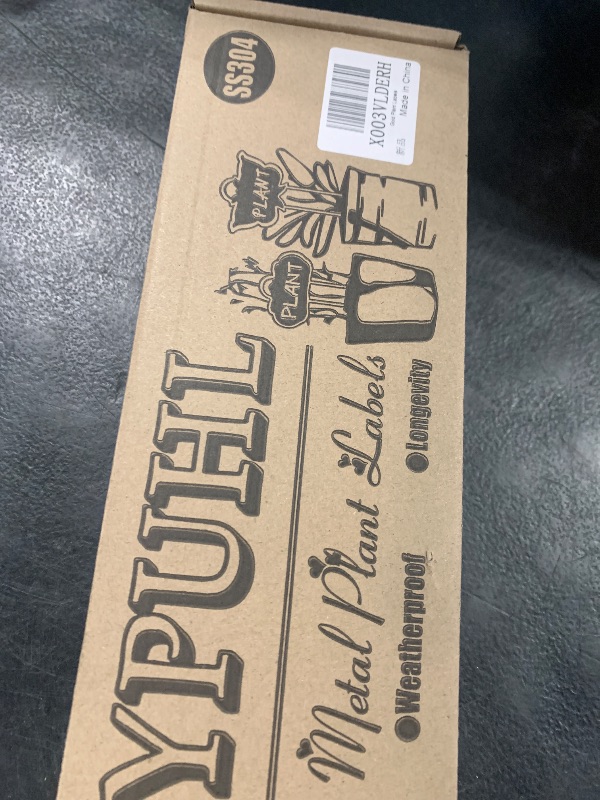 SS304
X003VLDERH
Made in China
PLANT
PLANT
YPUHL
Metal Plant Labels
Weatherproof
Longevity